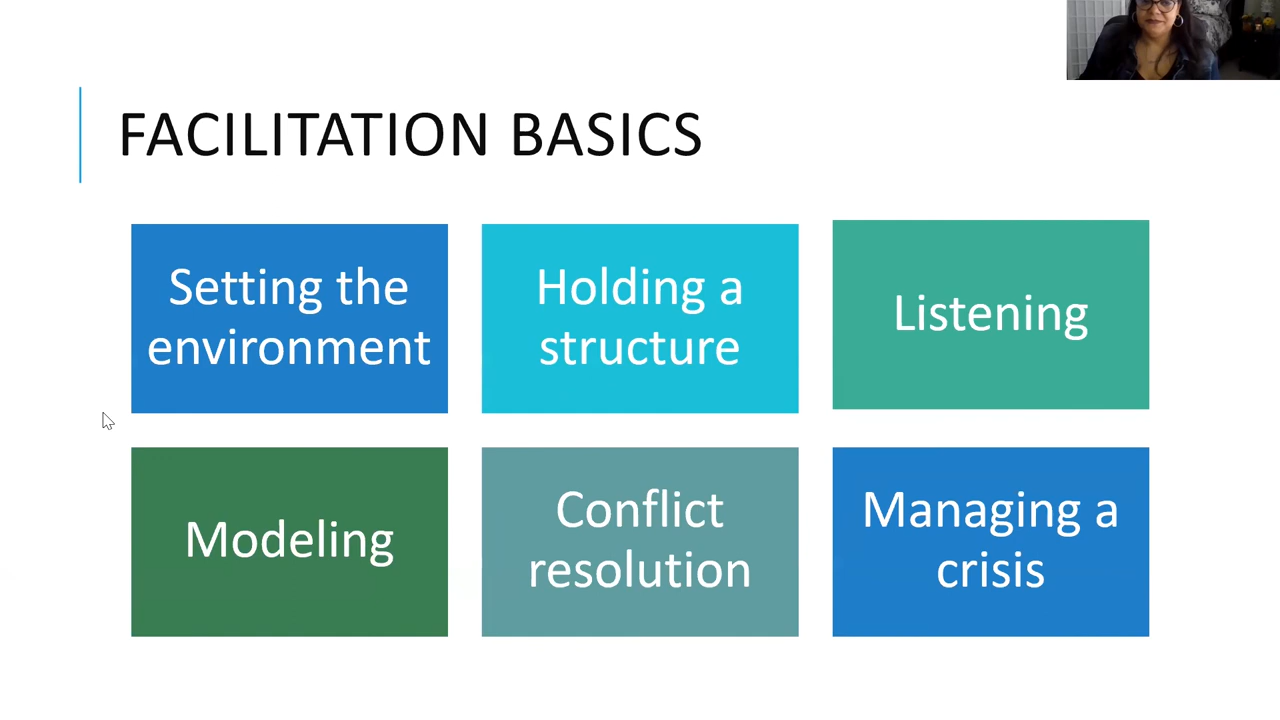 FACILITATION BASICS
Setting the
environment
Holding a
structure
Listening
Modeling
Conflict
resolution
Managing a
crisis